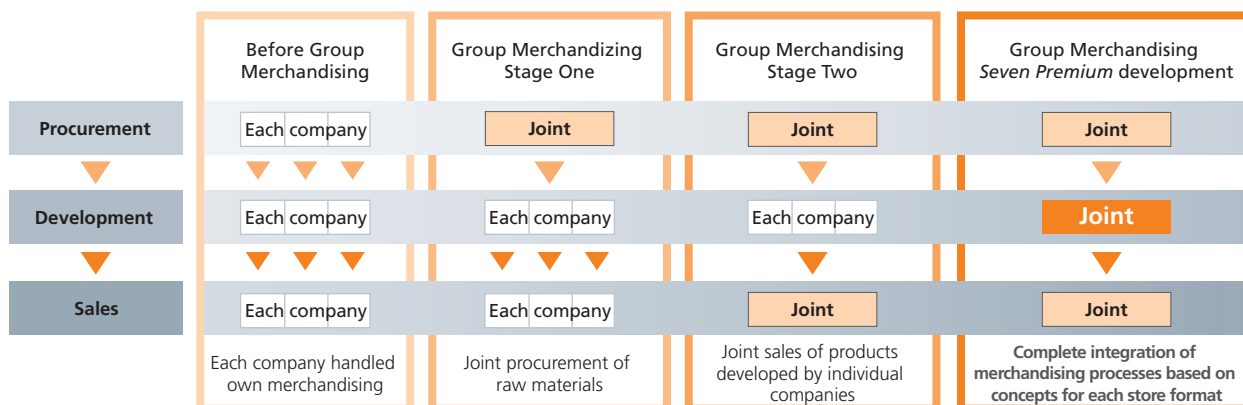 Before Group
Merchandising
Group Merchandizing
Stage One
Group Merchandising
Stage Two
Group Merchandising
Seven Premium development
Procurement
Each company
Joint
Joint
Joint
Development
Each company
Each company
Each company
Joint
Sales
Each company
Each company
Joint
Joint
Each company handled
own merchandising
Joint procurement of
raw materials
Joint sales of products
developed by individual
companies
Complete integration of
merchandising processes based on
concepts for each store format